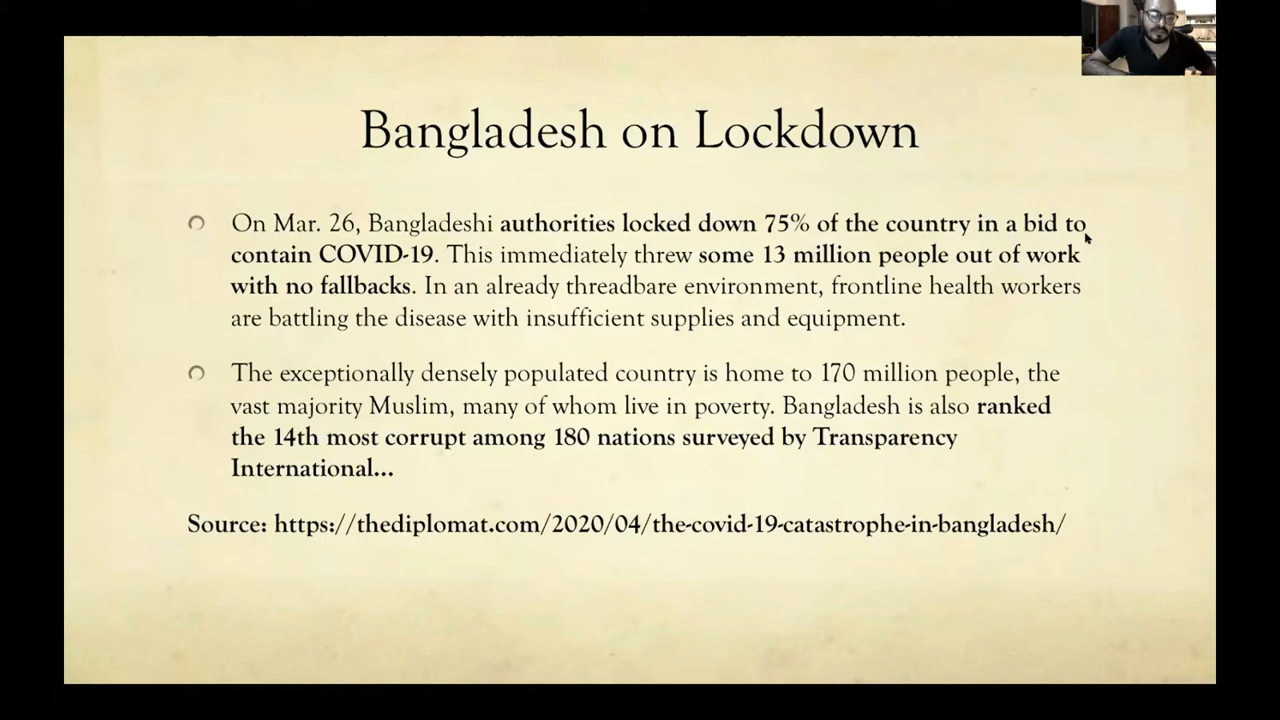 Bangladesh on Lockdown
On Mar. 26, Bangladeshi authorities locked down 75% of the country in a bid to
contain COVID-19. This immediately threw some 13 million people out of work
with no fallbacks. In an already threadbare environment, frontline health workers
are battling the disease with insufficient supplies and equipment.
The exceptionally densely populated country is home to 170 million people, the
vast majority Muslim, many of whom live in poverty. Bangladesh is also ranked
the 14th most corrupt among 180 nations surveyed by Transparency
International...
Source: https://thediplomat.com/2020/04/the-covid-19-catastrophe-in-bangladesh/